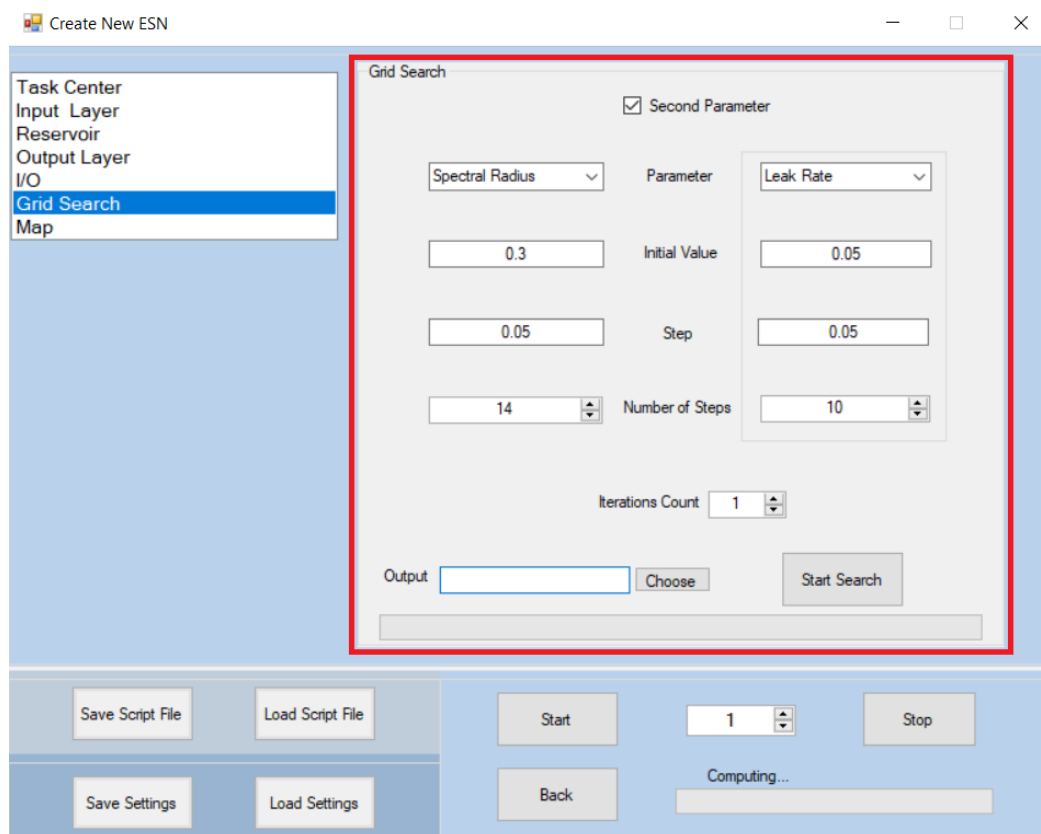 Create New ESN
Task Center
Input Layer
Reservoir
Output Layer
I/O
Grid Search
Map
Grid Search
Second Parameter
Spectral Radius Parameter Leak Rate
0.3 Initial Value 0.05
0.05 Step 0.05
14 Number of Steps 10
Iterations Count 1
Output Choose Start Search
Save Script File Load Script File
Save Settings Load Settings
Start 1 Stop
Back Computing...